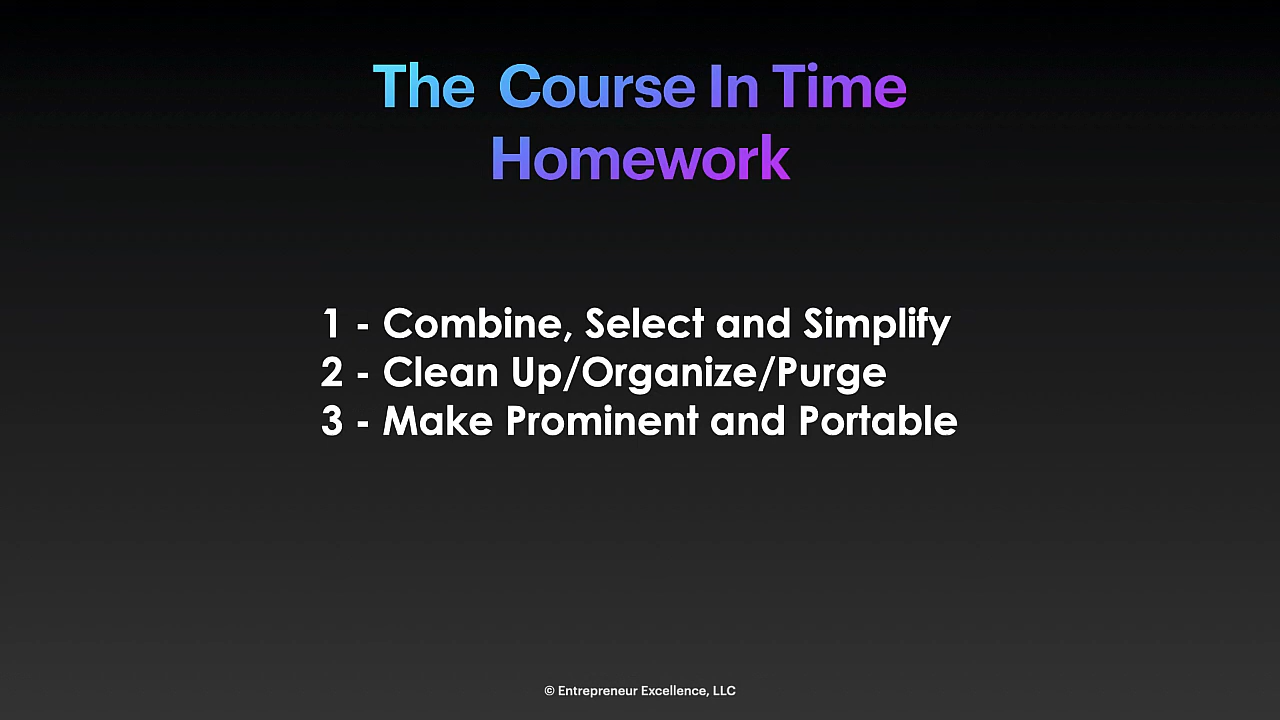 The Course In Time
Homework
1 - Combine, Select and Simplify
2 - Clean Up/Organize/Purge
3 - Make Prominent and Portable
© Entrepreneur Excellence, LLC